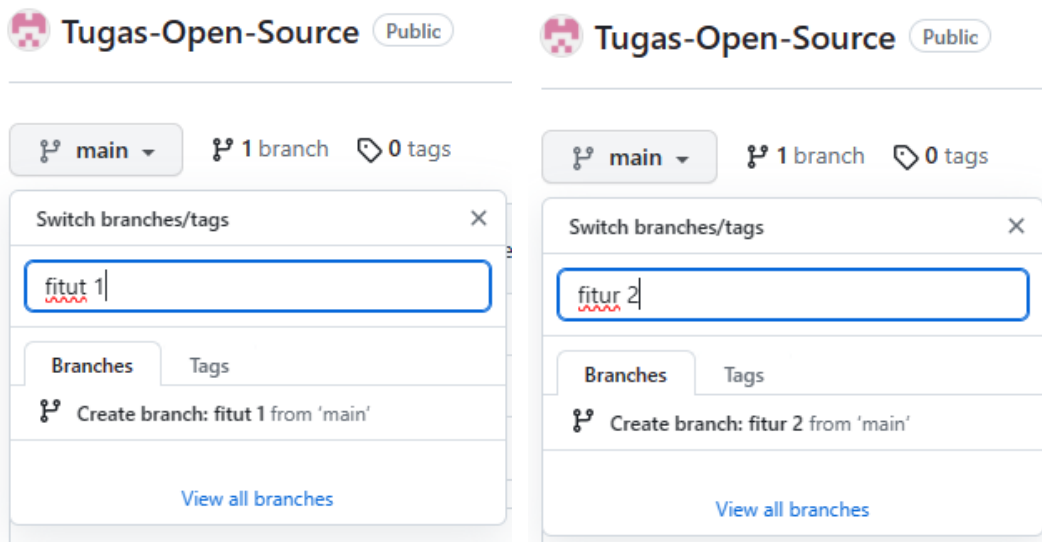 Tugas-Open-Source Public
main 1 branch 0 tags
Switch branches/tags
fitut 1
Branches Tags
Create branch: fitut 1 from ‘main’
View all branches
Tugas-Open-Source Public
main 1 branch 0 tags
Switch branches/tags
fitur 2
Branches Tags
Create branch: fitur 2 from ‘main’
View all branches